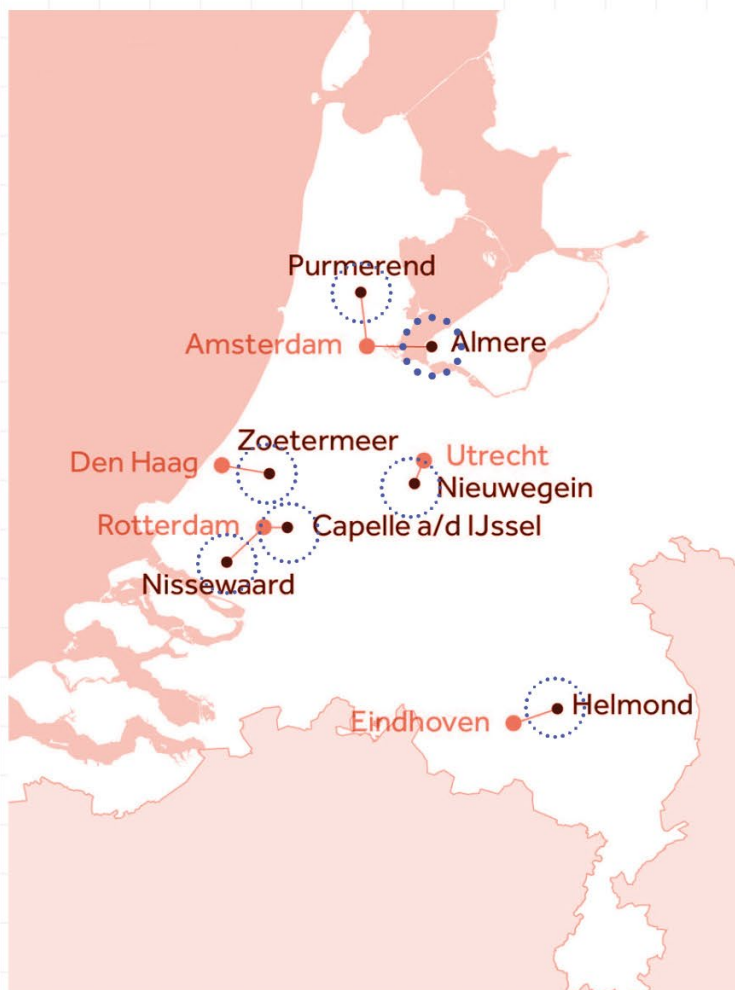 Purmerend
Amsterdam
Almere
Zoetermeer
Den Haag
Utrecht
Nieuwegein
Rotterdam
Capelle a/d IJssel
Nissewaard
Helmond
Eindhoven